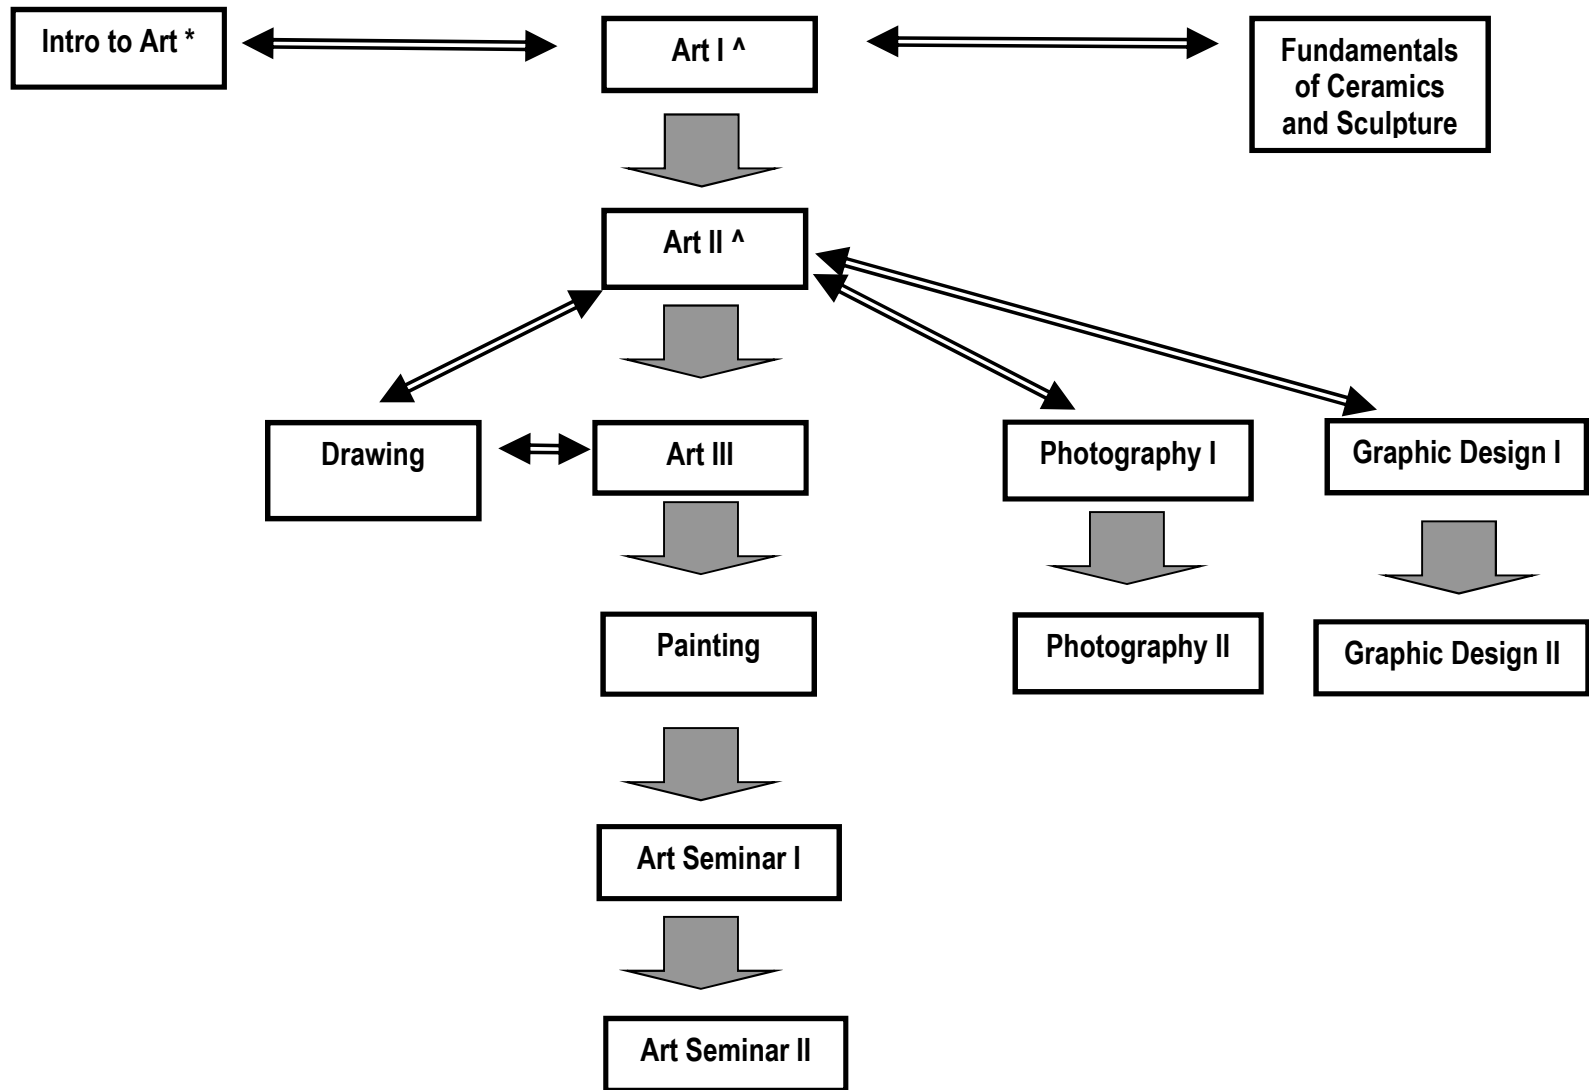 Intro to Art *
Art I ^
Fundamentals
of Ceramics
and Sculpture
Art II ^
Drawing
Art III
Photography I
Graphic Design I
Painting
Photography II
Graphic Design II
Art Seminar I
Art Seminar II